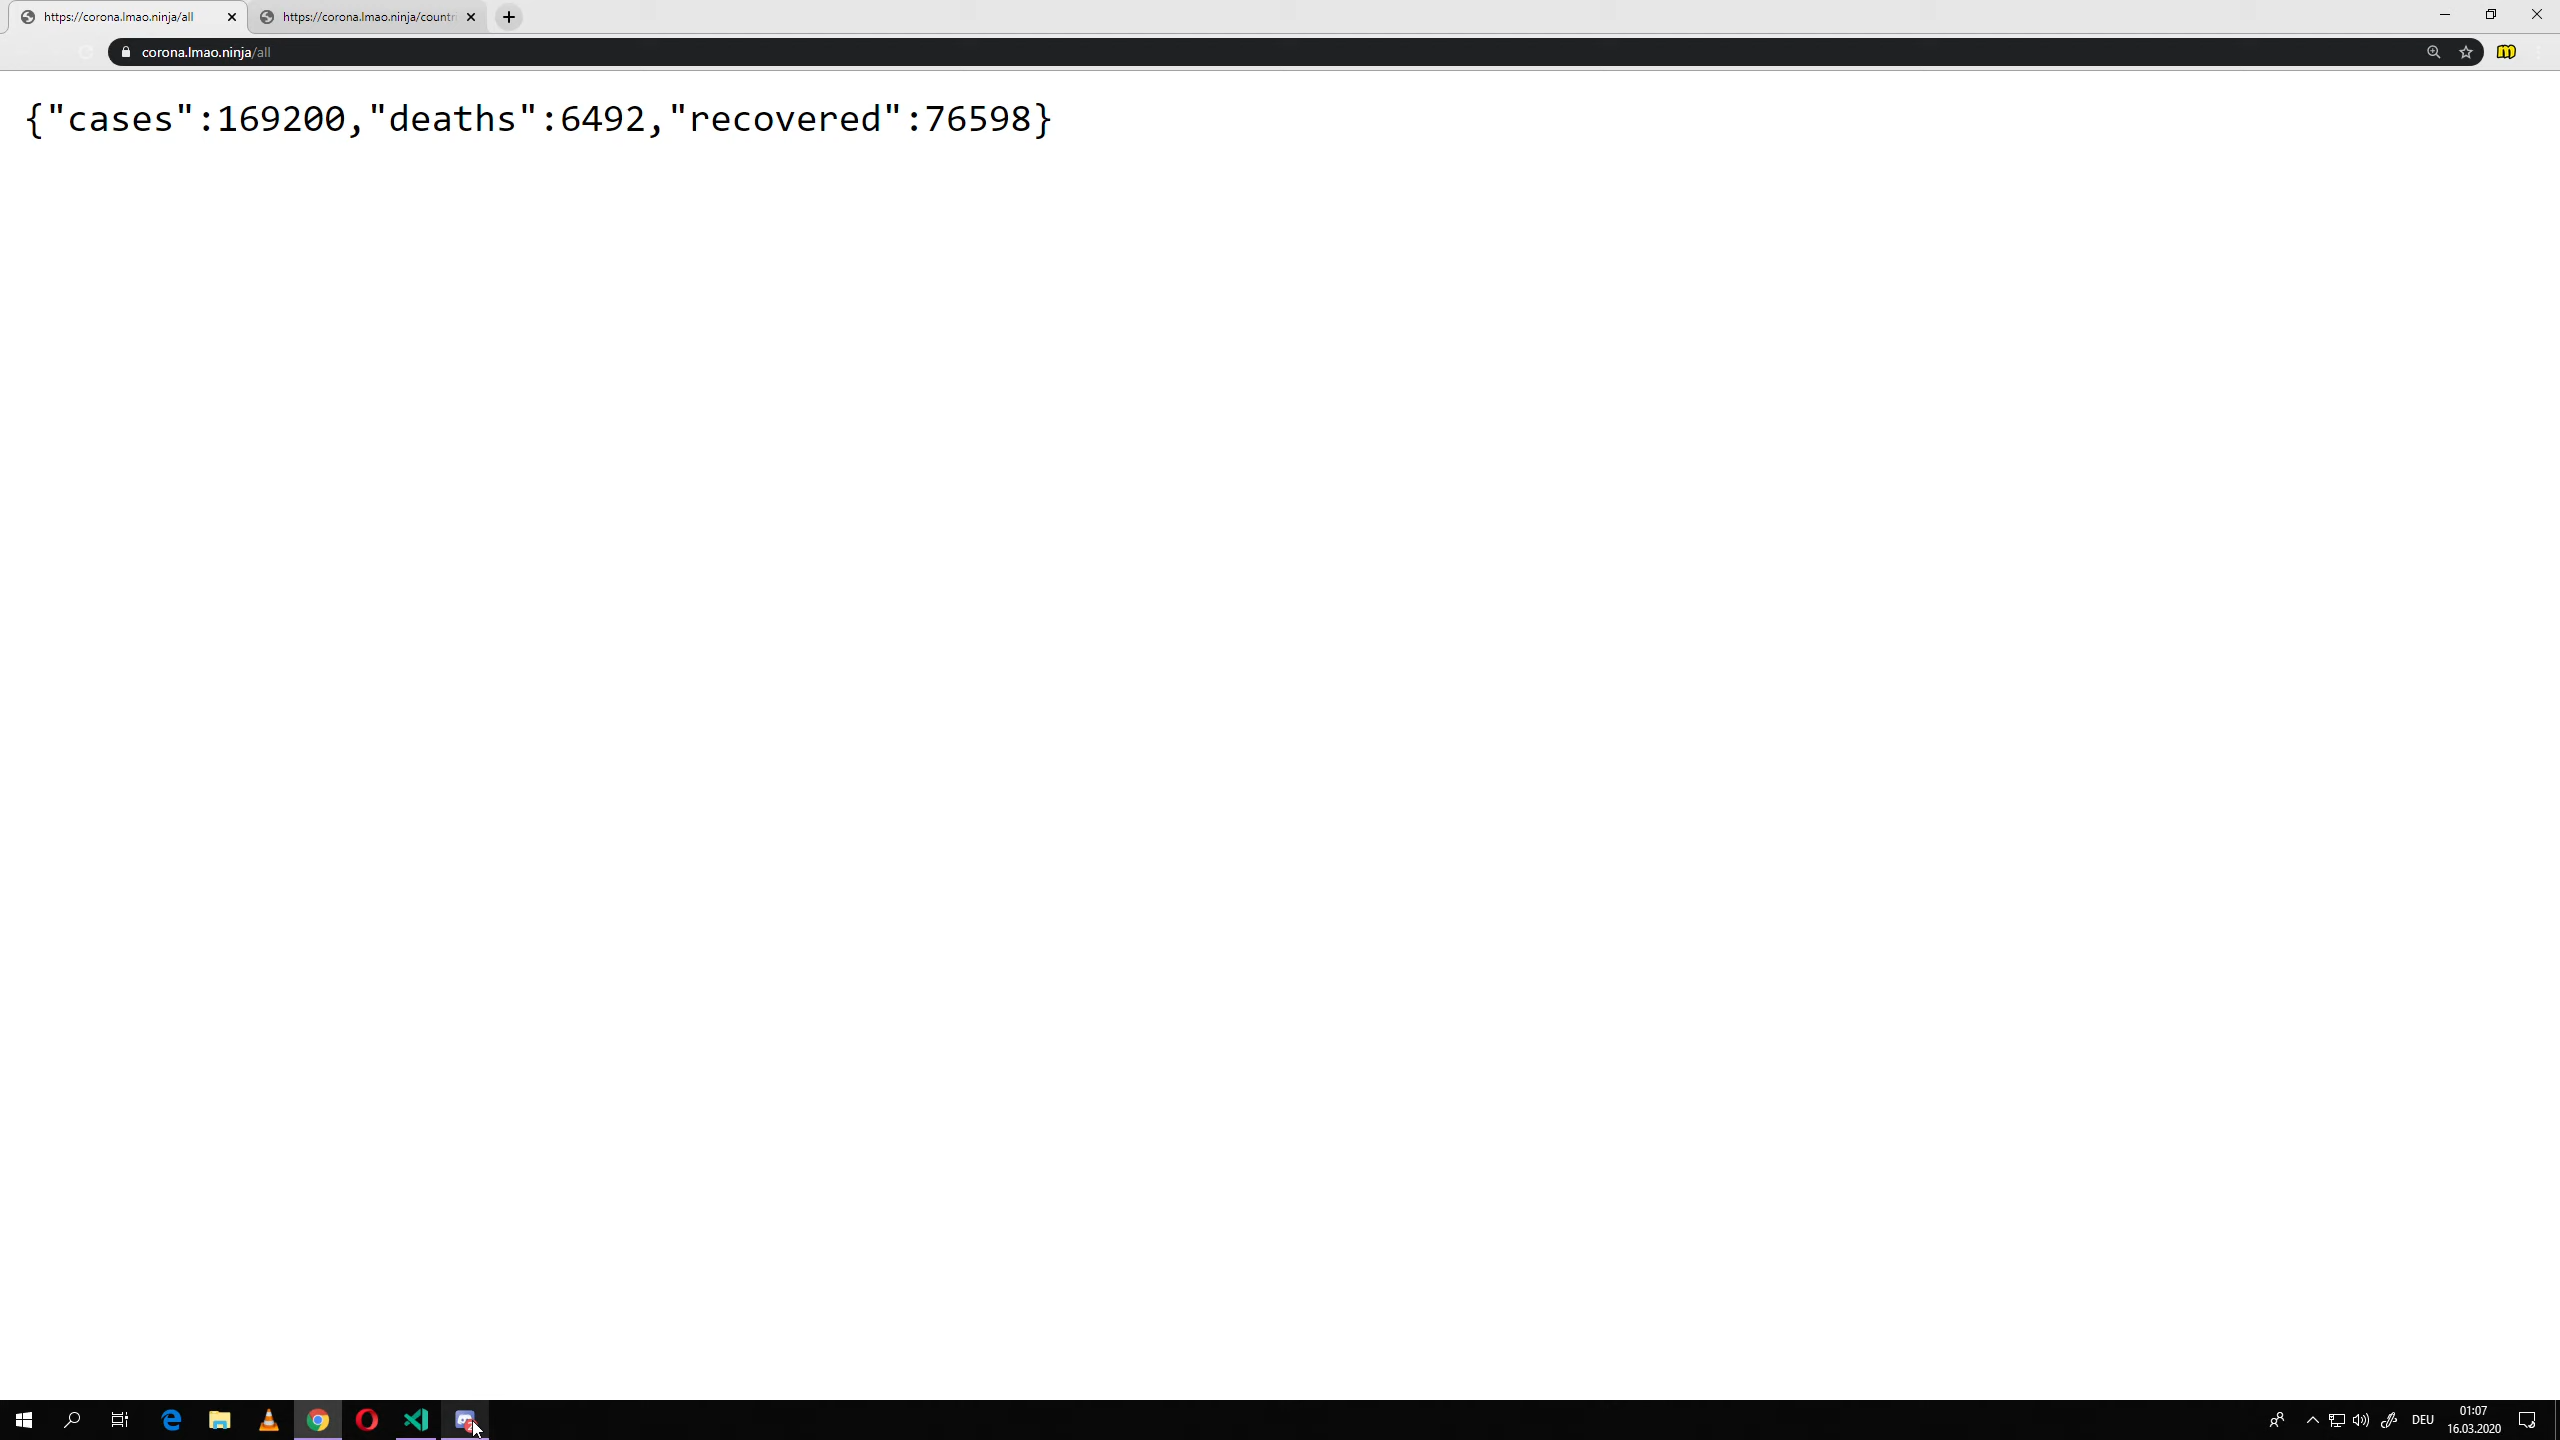 https://corona.lmao.ninja/all
https://corona.lmao.ninja/countri
corona.lmao.ninja/all
{"cases":169200,"deaths":6492,"recovered":76598}
DEU
01:07
16.03.2020